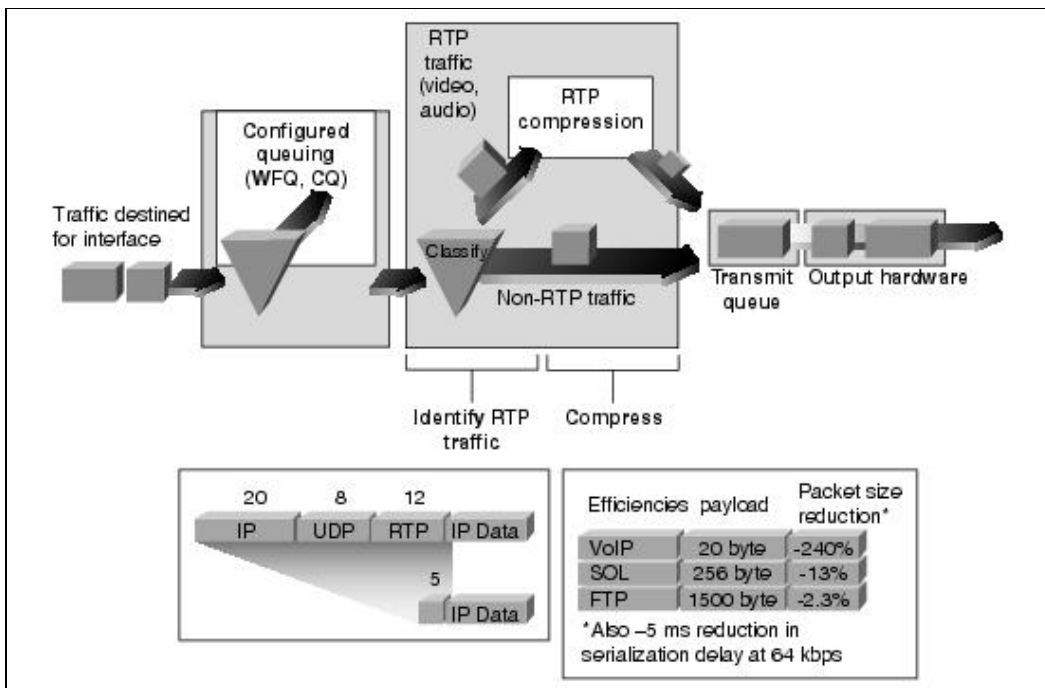 RTP
traffic
(video,
audio)
RTP
compression
Configured
queuing
(WFQ, CQ)
Traffic destined
for interface
Classify
Non-RTP traffic
Transmit
queue
Output hardware
Identify RTP
traffic
Compress
20 8 12
IP UDP RTP IP Data
5
IP Data
Efficiencies payload Packet size
reduction*
VoIP 20 byte -240%
SOL 256 byte -13%
FTP 1500 byte -2.3%
*Also –5 ms reduction in
serialization delay at 64 kbps